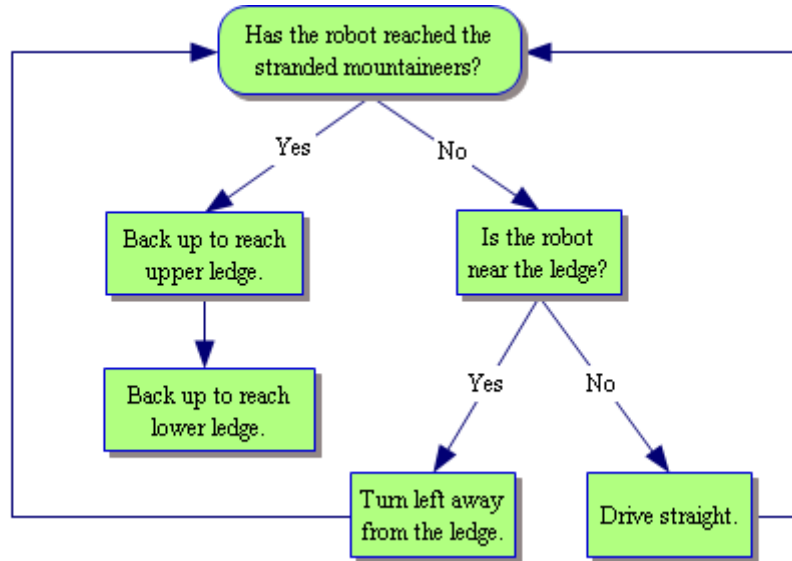 Has the robot reached the
stranded mountaineers?
Yes
No
Back up to reach
upper ledge.
Is the robot
near the ledge?
Back up to reach
lower ledge.
Yes
No
Turn left away
from the ledge.
Drive straight.